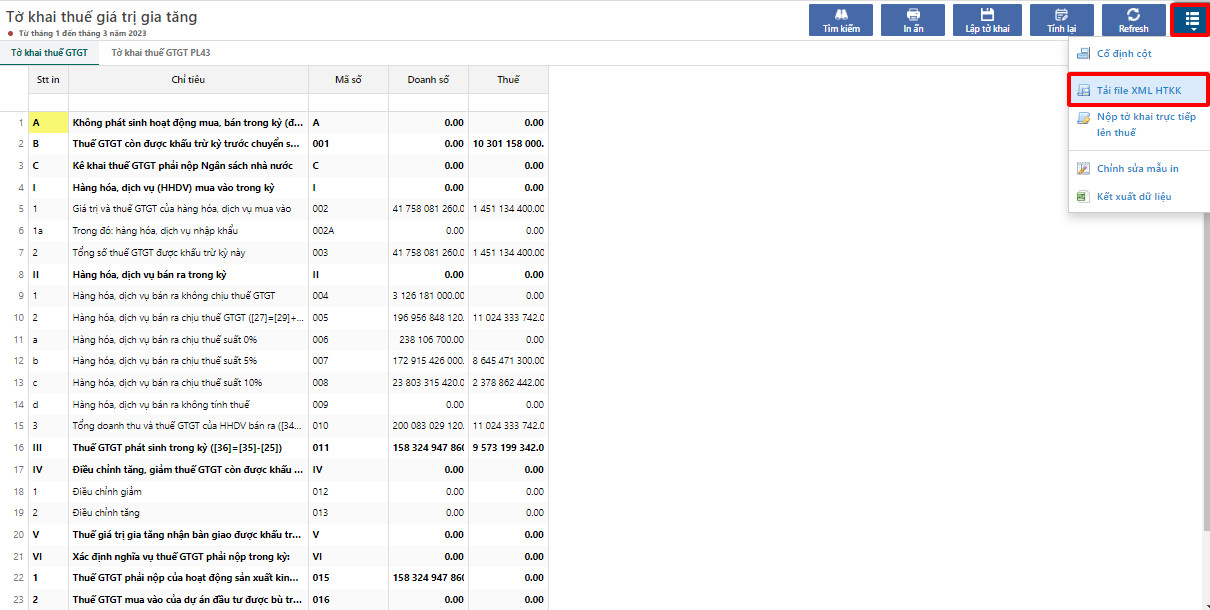 Tờ khai thuế giá trị gia tăng
Từ tháng 1 đến tháng 3 năm 2023
Tìm kiếm
In ấn
Lập tờ khai
Tính lại
Refresh
Tờ khai thuế GTGT Tờ khai thuế GTGT PL43
Cố định cột
Tải file XML HTKK
Nộp tờ khai trực tiếp
lên thuế
Chỉnh sửa mẫu in
Kết xuất dữ liệu
Stt in Chỉ tiêu Mã số Doanh số Thuế
1 A Không phát sinh hoạt động mua, bán trong kỳ (đ... A 0.00 0.00
2 B Thuế GTGT còn được khấu trừ kỳ trước chuyển s... 001 0.00 10 301 158 000.
3 C Kê khai thuế GTGT phải nộp Ngân sách nhà nước C 0.00 0.00
4 I Hàng hóa, dịch vụ (HHDV) mua vào trong kỳ I 0.00 0.00
5 1 Giá trị và thuế GTGT của hàng hóa, dịch vụ mua vào 002 41 758 081 260.0 1 451 134 400.00
6 1a Trong đó: hàng hóa, dịch vụ nhập khẩu 002A 0.00 0.00
7 2 Tổng số thuế GTGT được khấu trừ kỳ này 003 41 758 081 260.0 1 451 134 400.00
8 II Hàng hóa, dịch vụ bán ra trong kỳ II 0.00 0.00
9 1 Hàng hóa, dịch vụ bán ra không chịu thuế GTGT 004 3 126 181 000.00 0.00
10 2 Hàng hóa, dịch vụ bán ra chịu thuế GTGT ([27]=[29]+... 005 196 956 848 120. 11 024 333 742.0
11 a Hàng hóa, dịch vụ bán ra chịu thuế suất 0% 006 238 106 700.00 0.00
12 b Hàng hóa, dịch vụ bán ra chịu thuế suất 5% 007 172 915 426 000. 8 645 471 300.00
13 c Hàng hóa, dịch vụ bán ra chịu thuế suất 10% 008 23 803 315 420.0 2 378 862 442.00
14 d Hàng hóa, dịch vụ bán ra không tính thuế 009 0.00 0.00
15 3 Tổng doanh thu và thuế GTGT của HHDV bán ra ([34... 010 200 083 029 120. 11 024 333 742.0
16 III Thuế GTGT phát sinh trong kỳ ([36]=[35]-[25]) 011 158 324 947 860 9 573 199 342.0
17 IV Điều chỉnh tăng, giảm thuế GTGT còn được khấu ... IV 0.00 0.00
18 1 Điều chỉnh giảm 012 0.00 0.00
19 2 Điều chỉnh tăng 013 0.00 0.00
20 V Thuế giá trị gia tăng nhận bàn giao được khấu tr... V 0.00 0.00
21 VI Xác định nghĩa vụ thuế GTGT phải nộp trong kỳ: VI 0.00 0.00
22 1 Thuế GTGT phải nộp của hoạt động sản xuất kin... 015 158 324 947 860 0.00
23 2 Thuế GTGT mua vào của dự án đầu tư được bù tr... 016 0.00 0.00